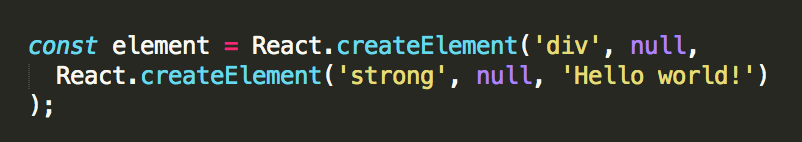 const element = React.createElement('div', null,
  React.createElement('strong', null, 'Hello world!')
);